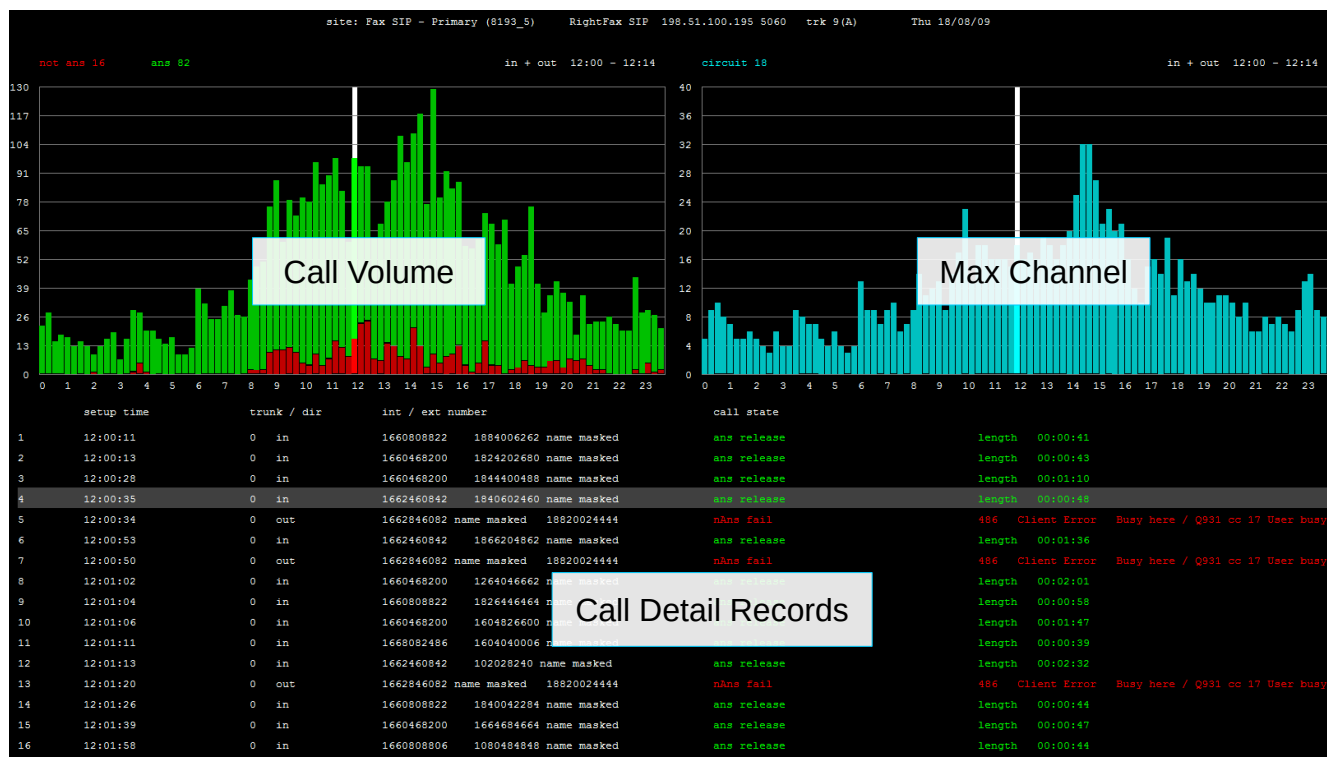 site: Fax SIP - Primary (8193_5) RightFax SIP 198.51.100.195 5060 trk 9(A) Thu 18/08/09
not ans 16 ans 82 in + out 12:00 - 12:14 circuit 18 in + out 12:00 - 12:14
130 40
117 36
104 32
91 28
78 24
65 20
52 16
Call Volume Max Channel
39 12
26 8
13 4
0 0
0 1 2 3 4 5 6 7 8 9 10 11 12 13 14 15 16 17 18 19 20 21 22 23 0 1 2 3 4 5 6 7 8 9 10 11 12 13 14 15 16 17 18 19 20 21 22 23
setup time trunk / dir int / ext number call state
1 12:00:11 0 in 1660808822 1884006262 name masked ans release length 00:00:41
2 12:00:13 0 in 1660468200 1824202680 name masked ans release length 00:00:43
3 12:00:28 0 in 1660468200 1844400488 name masked ans release length 00:01:10
4 12:00:35 0 in 1662460842 1840602460 name masked ans release length 00:00:48
5 12:00:34 0 out 1662846082 name masked 18820024444 nAns fail 486 Client Error Busy here / Q931 cc 17 User busy
6 12:00:53 0 in 1662460842 1866204862 name masked ans release length 00:01:36
7 12:00:50 0 out 1662846082 name masked 18820024444 nAns fail 486 Client Error Busy here / Q931 cc 17 User busy
8 12:01:02 0 in 1660468200 1264046662 name masked ans release length 00:02:01
9 12:01:04 0 in 1660808822 1826446464 length 00:00:58
Call Detail Records
10 12:01:06 0 in 1660468200 1604826600 length 00:01:47
11 12:01:11 0 in 1668082486 1604040006 name masked ans release length 00:00:39
12 12:01:13 0 in 1662460842 102028240 name masked ans release length 00:02:32
13 12:01:20 0 out 1662846082 name masked 18820024444 nAns fail 486 Client Error Busy here / Q931 cc 17 User busy
14 12:01:26 0 in 1660808822 1840042284 name masked ans release length 00:00:44
15 12:01:39 0 in 1660468200 1664684664 name masked ans release length 00:00:47
16 12:01:58 0 in 1660808806 1080484848 name masked ans release length 00:00:44